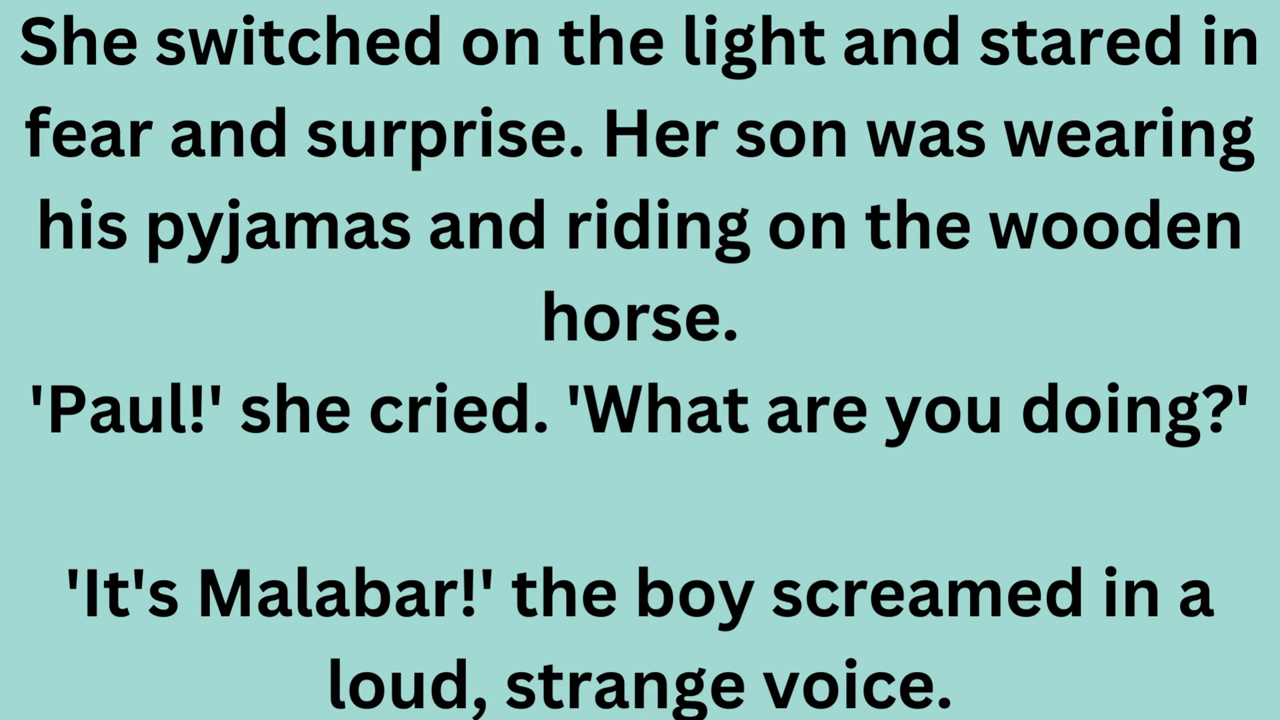 She switched on the light and stared in
fear and surprise. Her son was wearing
his pyjamas and riding on the wooden
horse.
'Paul!' she cried. 'What are you doing?'
'It's Malabar!' the boy screamed in a
loud, strange voice.